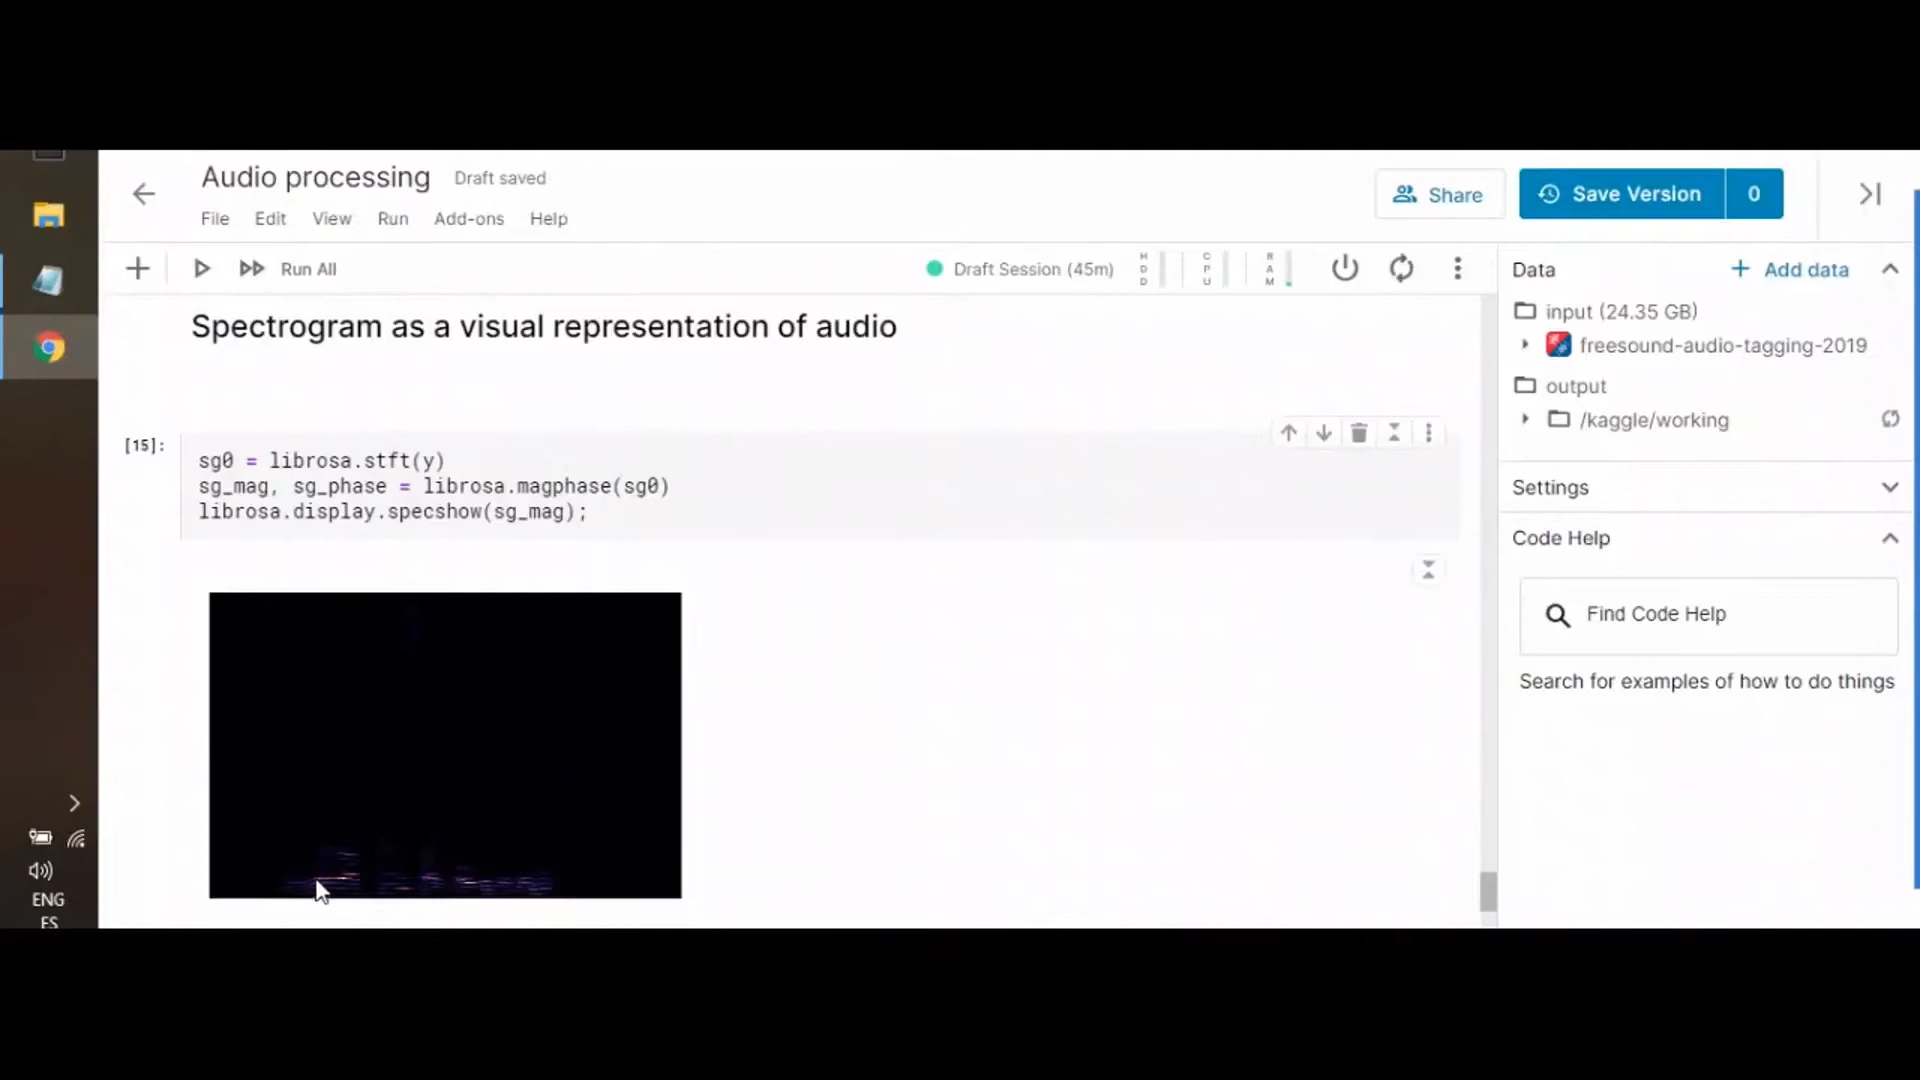 Audio processing Draft saved
File Edit View Run Add-ons Help
Share
Save Version 0
Run All
Draft Session (45m)
HDD
CPU
RAM
Spectrogram as a visual representation of audio
[15]:
sg0 = librosa.stft(y)
sg_mag, sg_phase = librosa.magphase(sg0)
librosa.display.specshow(sg_mag);
Data + Add data
input (24.35 GB)
freesound-audio-tagging-2019
output
/kaggle/working
Settings
Code Help
Find Code Help
Search for examples of how to do things
ENG
ES